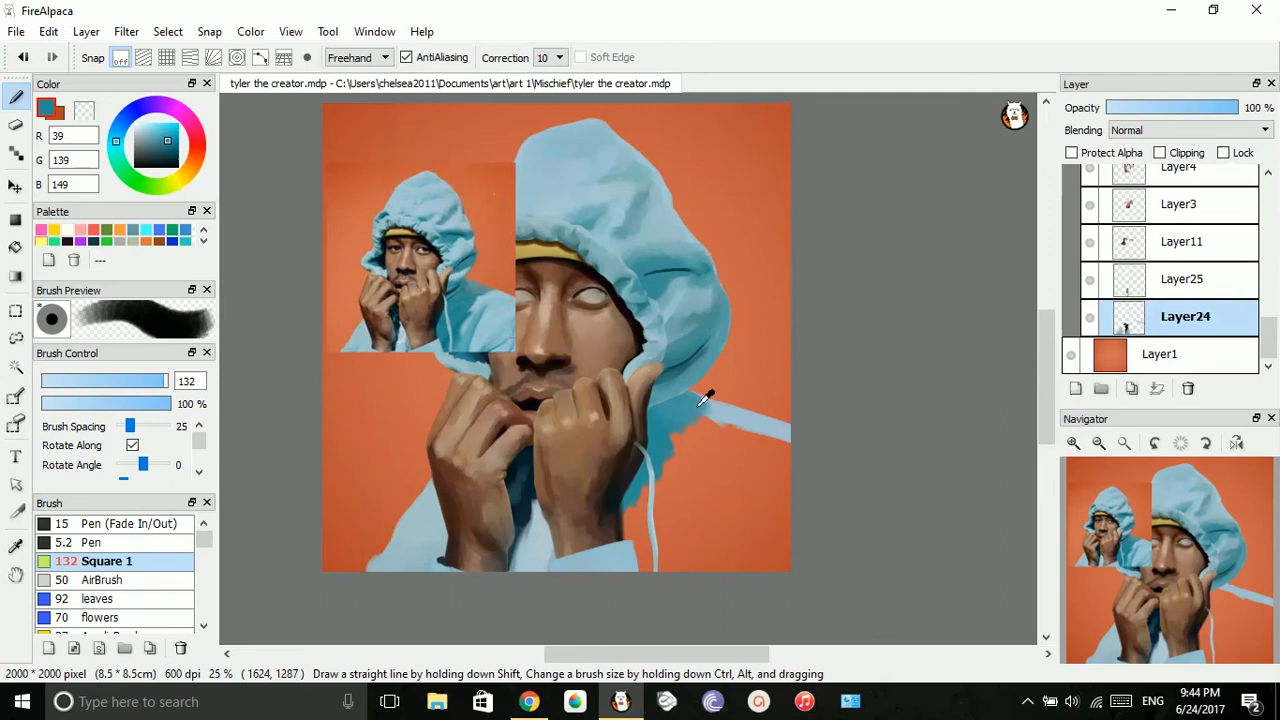 FireAlpaca
File Edit Layer Filter Select Snap Color View Tool Window Help
Snap off Freehand AntiAliasing Correction 10 Soft Edge
Color
tyler the creator.mdp - C:\Users\chelsea2011\Documents\art\art 1\Mischief\tyler the creator.mdp
R 39
G 139
B 149
Palette
---
Brush Preview
*
Brush Control
132
100 %
Brush Spacing 25
Rotate Along
Rotate Angle 0
Brush
15 Pen (Fade In/Out)
5.2 Pen
132 Square 1
50 AirBrush
92 leaves
70 flowers
Layer
Opacity 100 %
Blending Normal
Protect Alpha Clipping Lock
Layer4
Layer3
Layer11
Layer25
Layer24
Layer1
Navigator
2000 * 2000 pixel (8.5 * 8.5cm) 600 dpi 25 % (1624, 1287) Draw a straight line by holding down Shift, Change a brush size by holding down Ctrl, Alt, and dragging
Type here to search
ENG
9:44 PM
6/24/2017
2